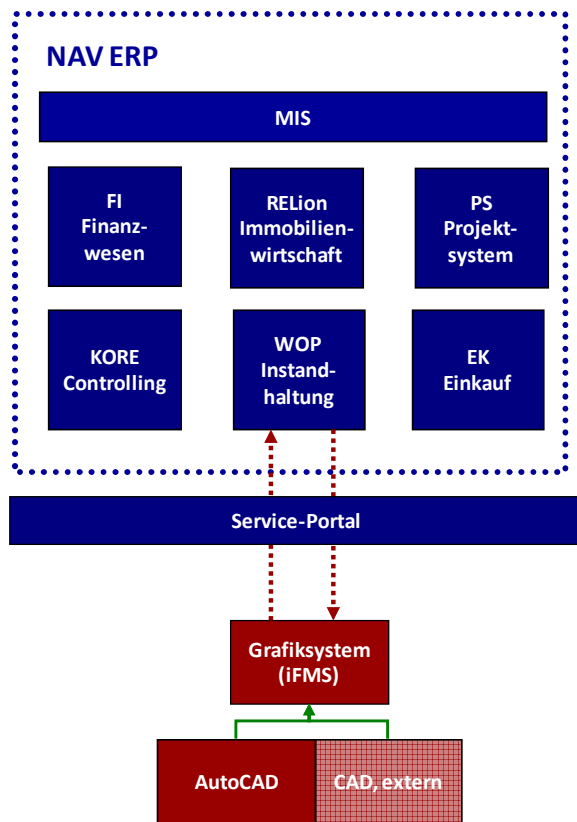 NAV ERP
MIS
FI
Finanz-
wesen
RELion
Immobilien-
wirtschaft
PS
Projekt-
system
KORE
Controlling
WOP
Instand-
haltung
EK
Einkauf
Service-Portal
Grafiksystem
(iFMS)
AutoCAD
CAD, extern